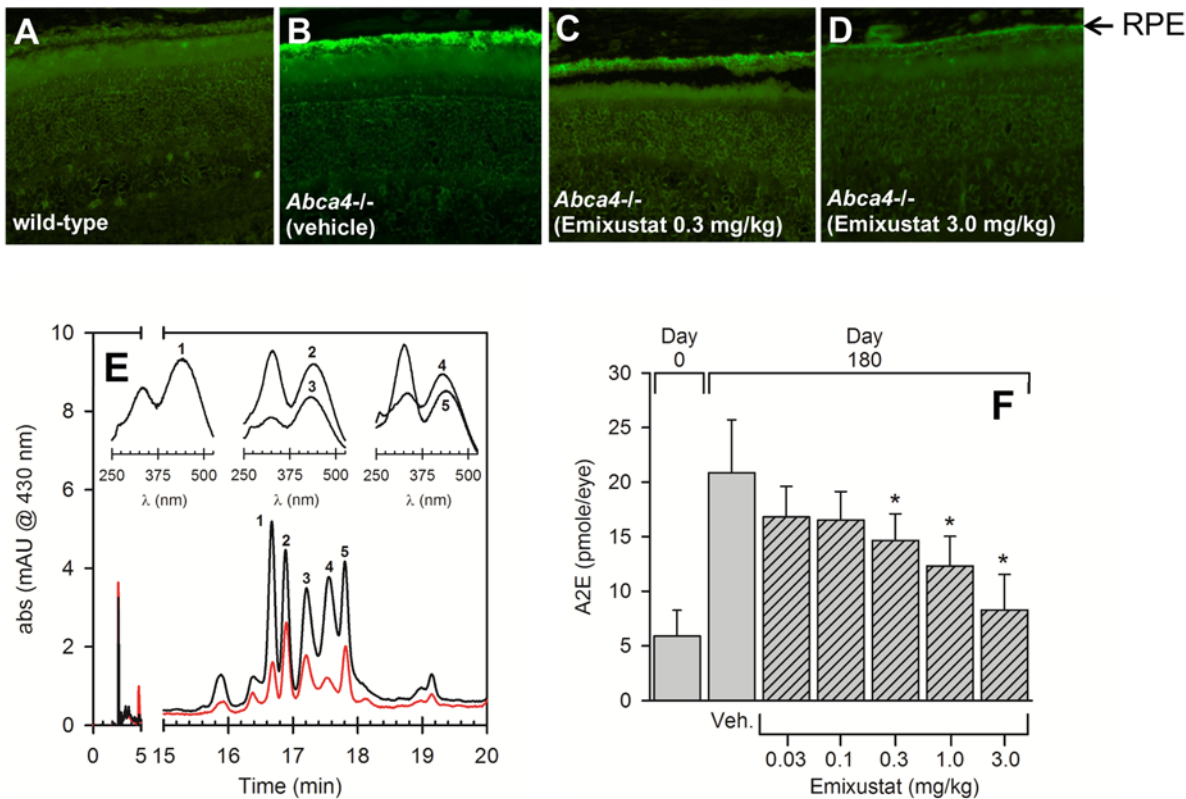 A
B
C
D
RPE
wild-type
Abca4-/-
(vehicle)
Abca4-/-
(Emixustat 0.3 mg/kg)
Abca4-/-
(Emixustat 3.0 mg/kg)
E
10
8
6
4
2
0
abs (mAU @ 430 nm)
1
250 375 500
λ (nm)
2
3
250 375 500
λ (nm)
4
5
250 375 500
λ (nm)
1
2
3
4
5
0 5 15 16 17 18 19 20
Time (min)
F
Day
0
Day
180
30
25
20
15
10
5
0
A2E (pmole/eye)
* * *
Veh.
0.03 0.1 0.3 1.0 3.0
Emixustat (mg/kg)